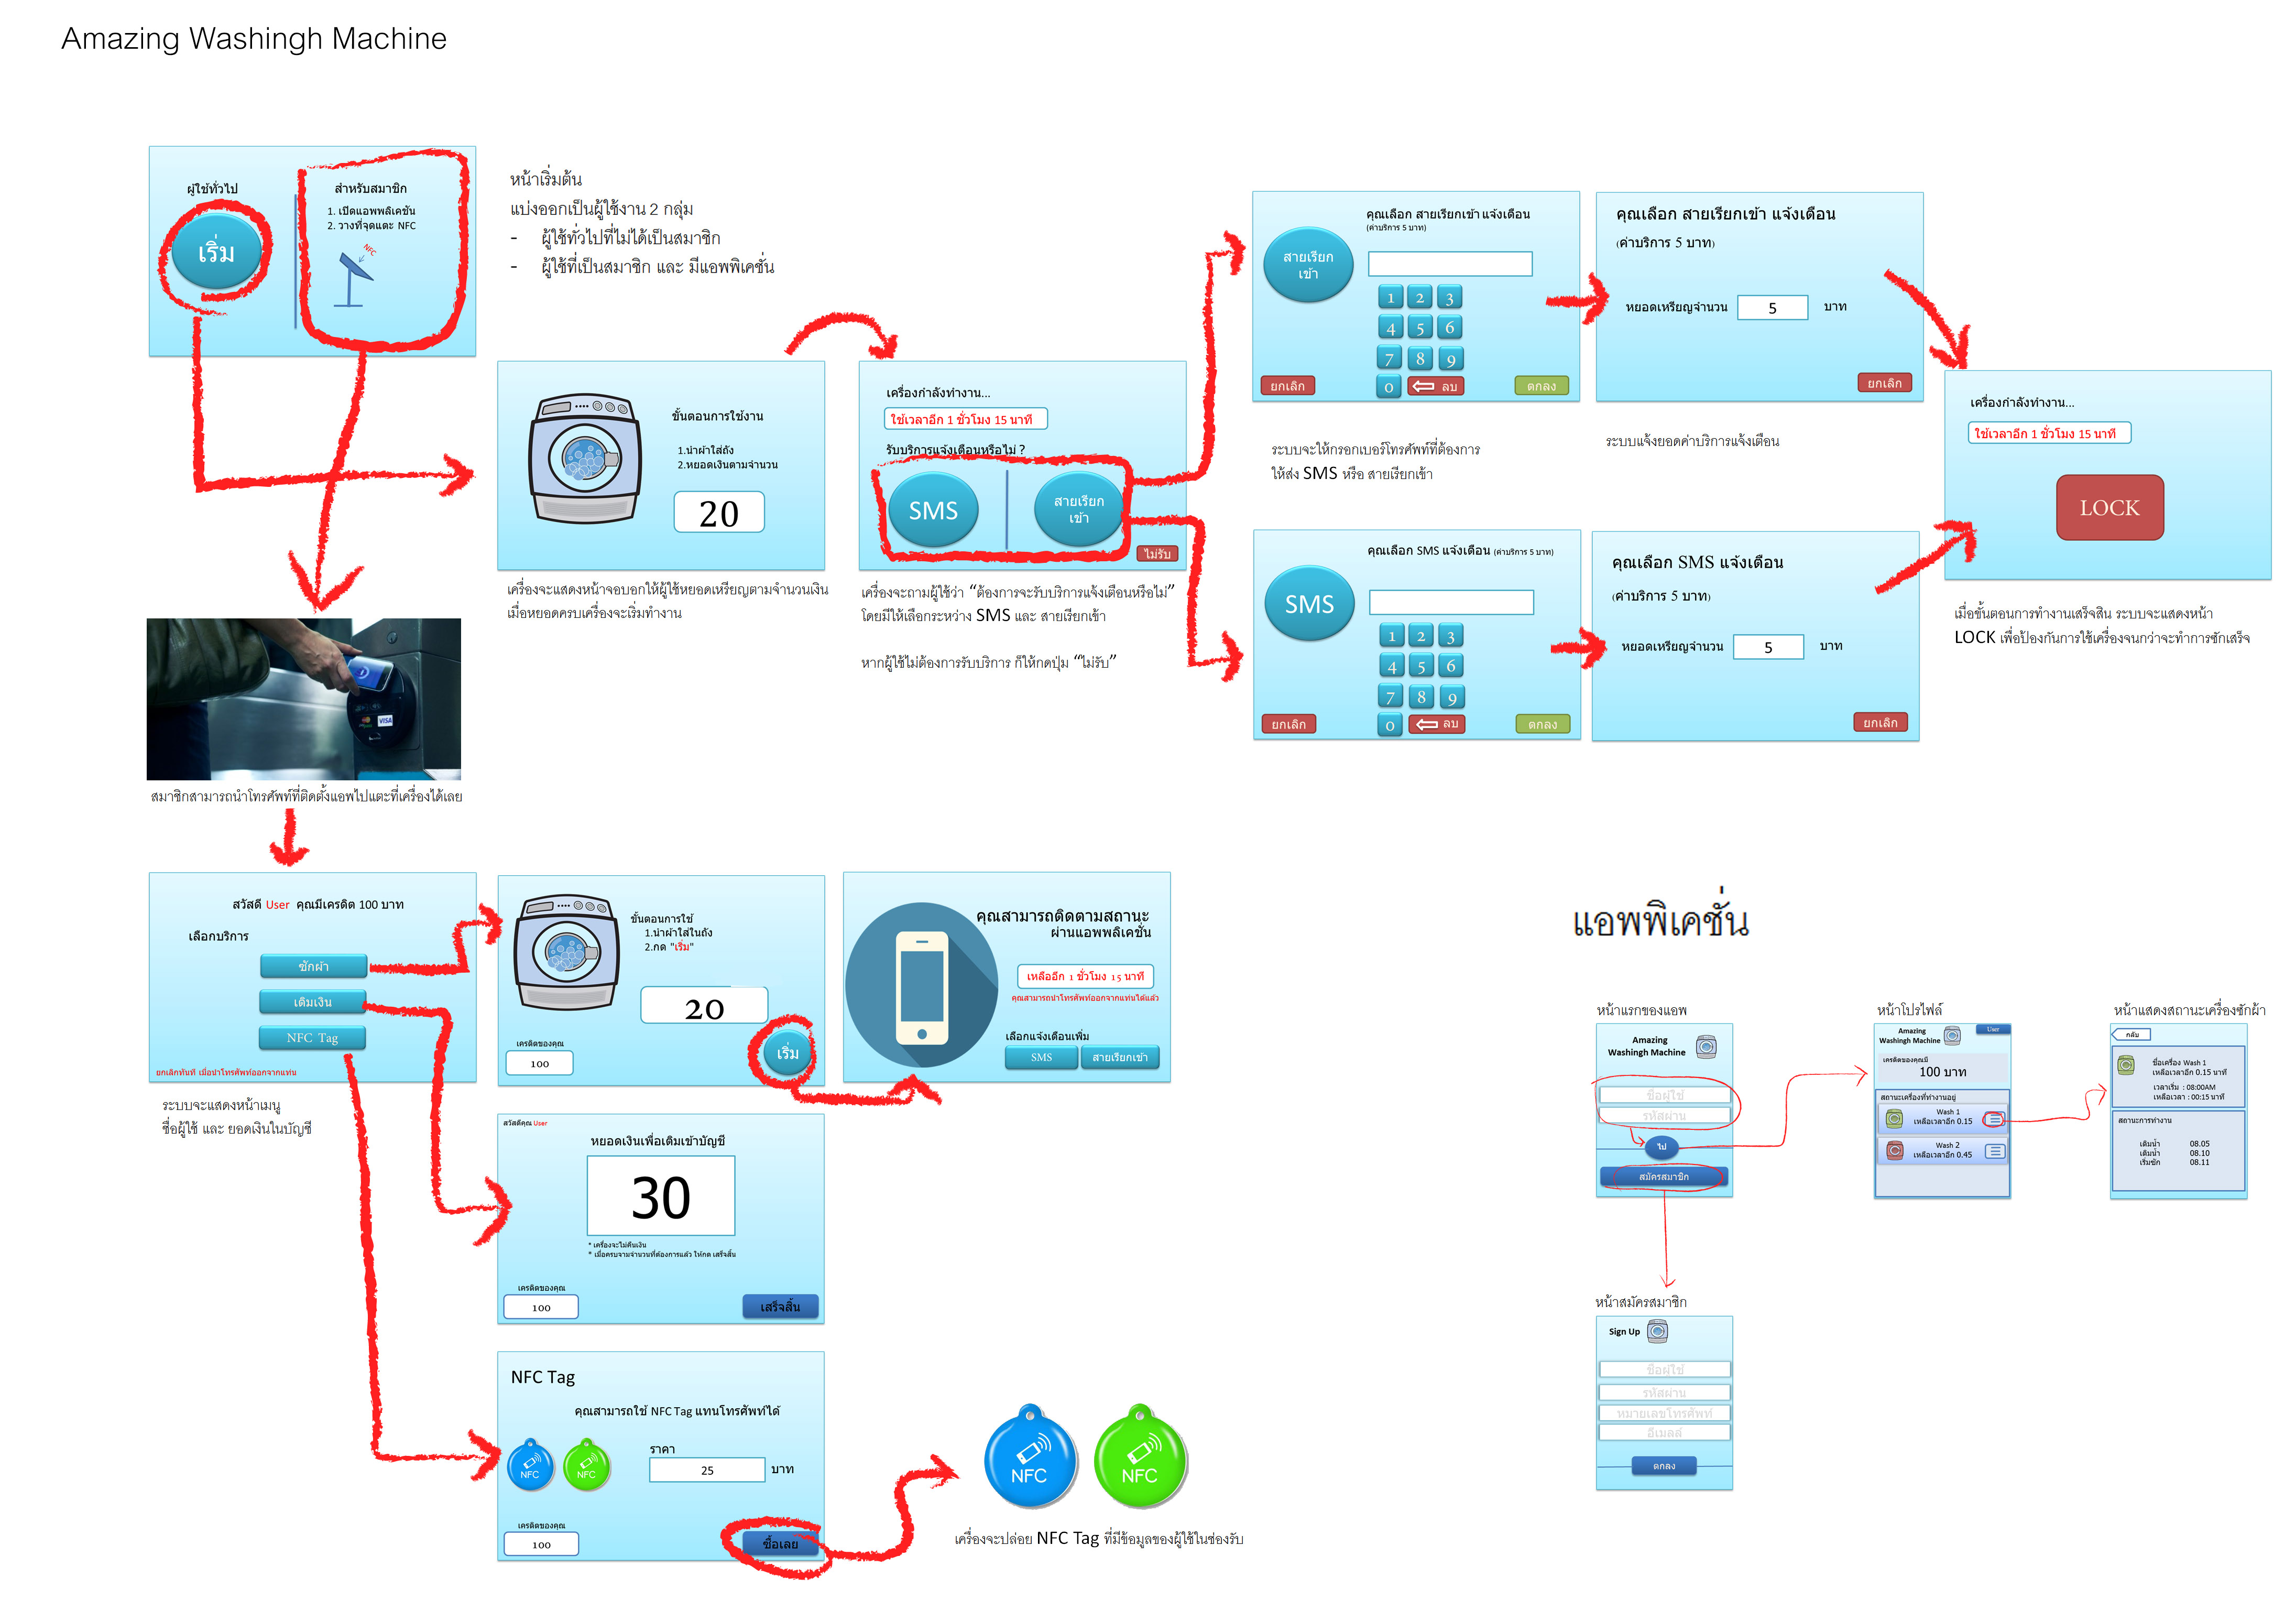 Amazing Washingh Machine
ผู้ใช้ทั่วไป
เริ่ม
สำหรับสมาชิก
1. เปิดแอพพลิเคชัน
2. วางที่จุดแตะ NFC
NFC
หน้าเริ่มต้น
แบ่งออกเป็นผู้ใช้งาน 2 กลุ่ม
- ผู้ใช้ทั่วไปที่ไม่ได้เป็นสมาชิก
- ผู้ใช้ที่เป็นสมาชิก และ มีแอพพิเคชั่น
ขั้นตอนการใช้งาน
1.นำผ้าใส่ถัง
2.หยอดเงินตามจำนวน
20
เครื่องจะแสดงหน้าจอบอกให้ผู้ใช้หยอดเหรียญตามจำนวนเงิน
เมื่อหยอดครบเครื่องจะเริ่มทำงาน
เครื่องกำลังทำงาน...
ใช้เวลาอีก 1 ชั่วโมง 15 นาที
รับบริการแจ้งเตือนหรือไม่ ?
SMS
สายเรียก
เข้า
ไม่รับ
เครื่องจะถามผู้ใช้ว่า “ต้องการจะรับบริการแจ้งเตือนหรือไม่”
โดยมีให้เลือกระหว่าง SMS และ สายเรียกเข้า
หากผู้ใช้ไม่ต้องการรับบริการ ก็ให้กดปุ่ม “ไม่รับ”
คุณเลือก สายเรียกเข้า แจ้งเตือน
(ค่าบริการ 5 บาท)
สายเรียก
เข้า
1 2 3
4 5 6
7 8 9
0 ลบ
ยกเลิก
ตกลง
ระบบจะให้กรอกเบอร์โทรศัพท์ที่ต้องการ
ให้ส่ง SMS หรือ สายเรียกเข้า
คุณเลือก สายเรียกเข้า แจ้งเตือน
(ค่าบริการ 5 บาท)
หยอดเหรียญจำนวน 5 บาท
ยกเลิก
ระบบแจ้งยอดค่าบริการแจ้งเตือน
คุณเลือก SMS แจ้งเตือน (ค่าบริการ 5 บาท)
SMS
1 2 3
4 5 6
7 8 9
0 ลบ
ยกเลิก
ตกลง
คุณเลือก SMS แจ้งเตือน
(ค่าบริการ 5 บาท)
หยอดเหรียญจำนวน 5 บาท
ยกเลิก
เครื่องกำลังทำงาน...
ใช้เวลาอีก 1 ชั่วโมง 15 นาที
LOCK
เมื่อขั้นตอนการทำงานเสร็จสิน ระบบจะแสดงหน้า
LOCK เพื่อป้องกันการใช้เครื่องจนกว่าจะทำการซักเสร็จ
VISA
สมาชิกสามารถนำโทรศัพท์ที่ติดตั้งแอพไปแตะที่เครื่องได้เลย
สวัสดี User คุณมีเครดิต 100 บาท
เลือกบริการ
ซักผ้า
เติมเงิน
NFC Tag
ยกเลิกทันที เมื่อนำโทรศัพท์ออกจากแท่น
ระบบจะแสดงหน้าเมนู
ชื่อผู้ใช้ และ ยอดเงินในบัญชี
ขั้นตอนการใช้
1.นำผ้าใส่ในถัง
2.กด "เริ่ม"
20
เครดิตของคุณ
100
เริ่ม
คุณสามารถติดตามสถานะ
ผ่านแอพพลิเคชั่น
เหลืออีก 1 ชั่วโมง 15 นาที
คุณสามารถนำโทรศัพท์ออกจากแท่นได้แล้ว
เลือกแจ้งเตือนเพิ่ม
SMS
สายเรียกเข้า
สวัสดีคุณ User
หยอดเงินเพื่อเติมเข้าบัญชี
30
* เครื่องจะไม่คืนเงิน
* เมื่อครบจามจำนวนที่ต้องการแล้ว ให้กด เสร็จสิ้น
เครดิตของคุณ
100
เสร็จสิ้น
NFC Tag
คุณสามารถใช้ NFC Tag แทนโทรศัพท์ได้
NFC
NFC
ราคา
25 บาท
เครดิตของคุณ
100
ซื้อเลย
NFC
NFC
เครื่องจะปล่อย NFC Tag ที่มีข้อมูลของผู้ใช้ในช่องรับ
แอพพิเคชั่น
หน้าแรกของแอพ
Amazing
Washingh Machine
ชื่อผู้ใช้
รหัสผ่าน
ไป
สมัครสมาชิก
หน้าโปรไฟล์
Amazing
Washingh Machine
User
เครดิตของคุณมี
100 บาท
สถานะเครื่องที่ทำงานอยู่
Wash 1
เหลือเวลาอีก 0.15
Wash 2
เหลือเวลาอีก 0.45
หน้าแสดงสถานะเครื่องซักผ้า
กลับ
ชื่อเครื่อง Wash 1
เหลือเวลาอีก 0.15 นาที
เวลาเริ่ม : 08:00AM
เหลือเวลา : 00:15 นาที
สถานะการทำงาน
เติมน้ำ 08.05
เติมน้ำ 08.10
เริ่มซัก 08.11
หน้าสมัครสมาชิก
Sign Up
ชื่อผู้ใช้
รหัสผ่าน
หมายเลขโทรศัพท์
อีเมลล์
ตกลง